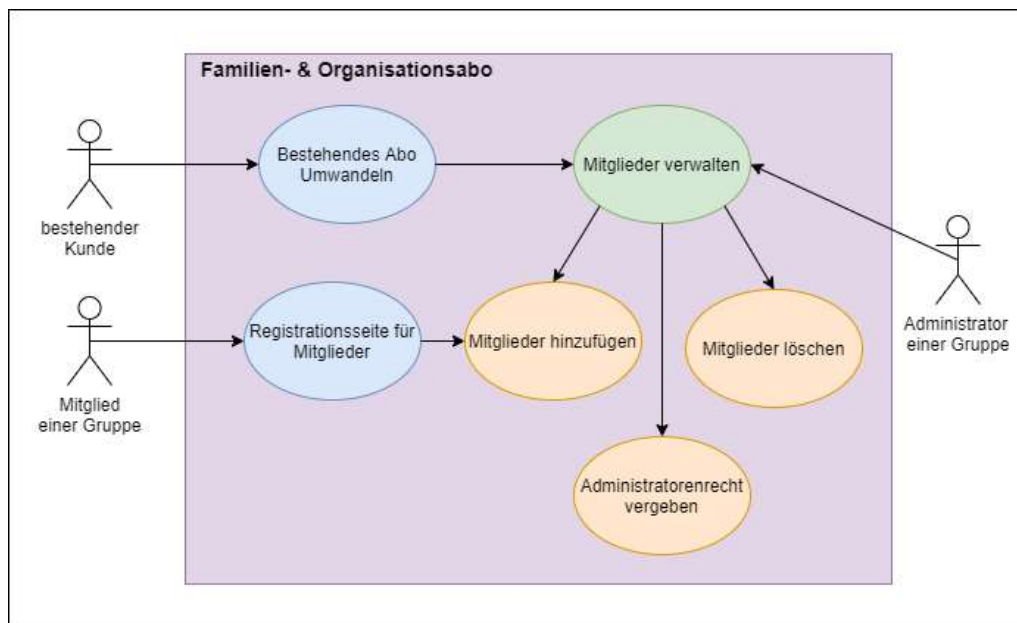 Familien- & Organisationsabo
Bestehendes Abo
Umwandeln
Mitglieder verwalten
bestehender
Kunde
Registrationsseite für
Mitglieder
Mitglieder hinzufügen
Mitglieder löschen
Administrator
einer Gruppe
Mitglied
einer Gruppe
Administratorenrecht
vergeben